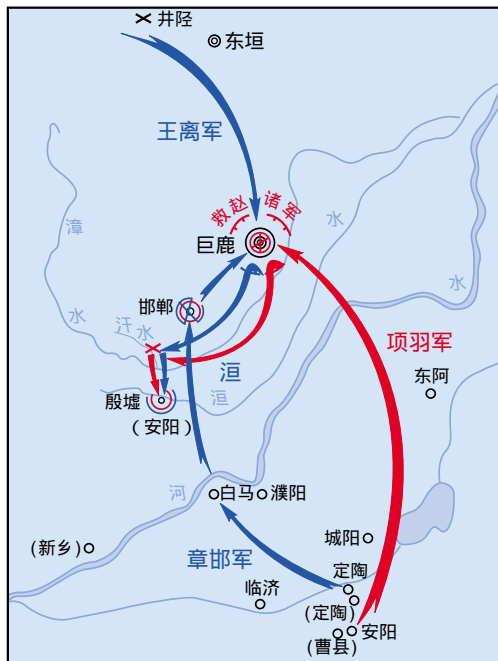 井陉
东垣
王离军
救赵诸军
漳
水
巨鹿
水
水
邯郸
水
汙水
项羽军
洹
东阿
殷墟
洹
(安阳)
河
白马
濮阳
(新乡)
城阳
章邯军
定陶
临济
(定陶)
安阳
(曹县)